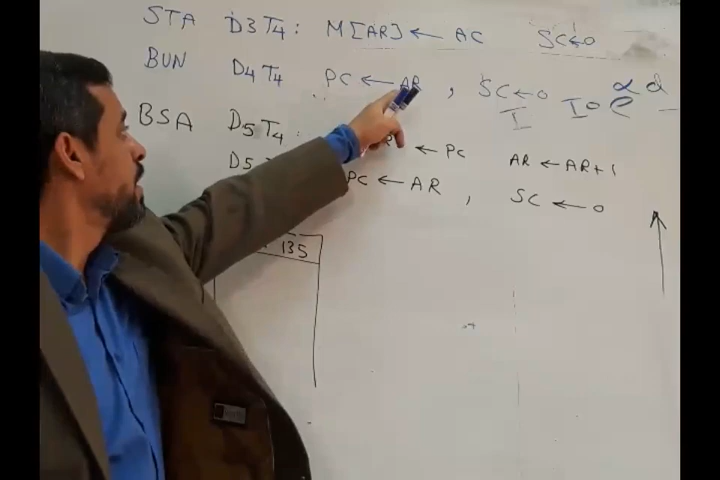 STA D3T4: M[AR] ← AC SC←0
BUN D4T4 PC ← AR , SC←0 I
BSA D5T4: ← PC AR ← AR+1
D5 PC ← AR , SC ← 0
135